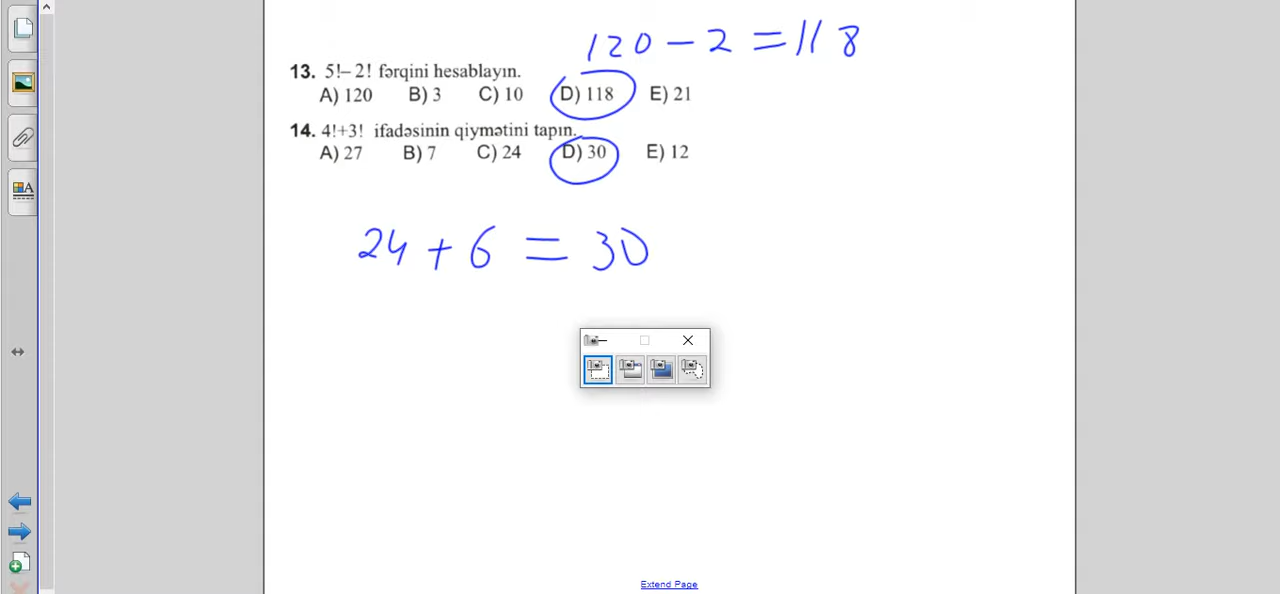 120 - 2 = 118
13. 5!– 2! fərqini hesablayın.
A) 120 B) 3 C) 10 D) 118 E) 21
14. 4!+3! ifadəsinin qiymətini tapın.
A) 27 B) 7 C) 24 D) 30 E) 12
24 + 6 = 30
Extend Page